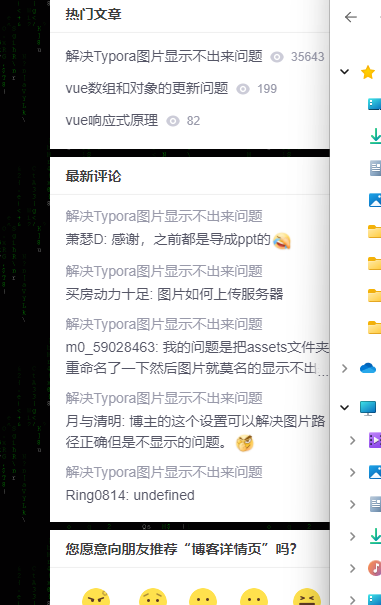 热门文章
解决Typora图片显示不出来问题 35643
vue数组和对象的更新问题 199
vue响应式原理 82
最新评论
解决Typora图片显示不出来问题
萧瑟D: 感谢，之前都是导成ppt的
解决Typora图片显示不出来问题
买房动力十足: 图片如何上传服务器
解决Typora图片显示不出来问题
m0_59028463: 我的问题是把assets文件夹
重命名了一下然后图片就莫名的显示不出...
解决Typora图片显示不出来问题
月与清明: 博主的这个设置可以解决图片路
径正确但是不显示的问题。
解决Typora图片显示不出来问题
Ring0814: undefined
您愿意向朋友推荐“博客详情页”吗？